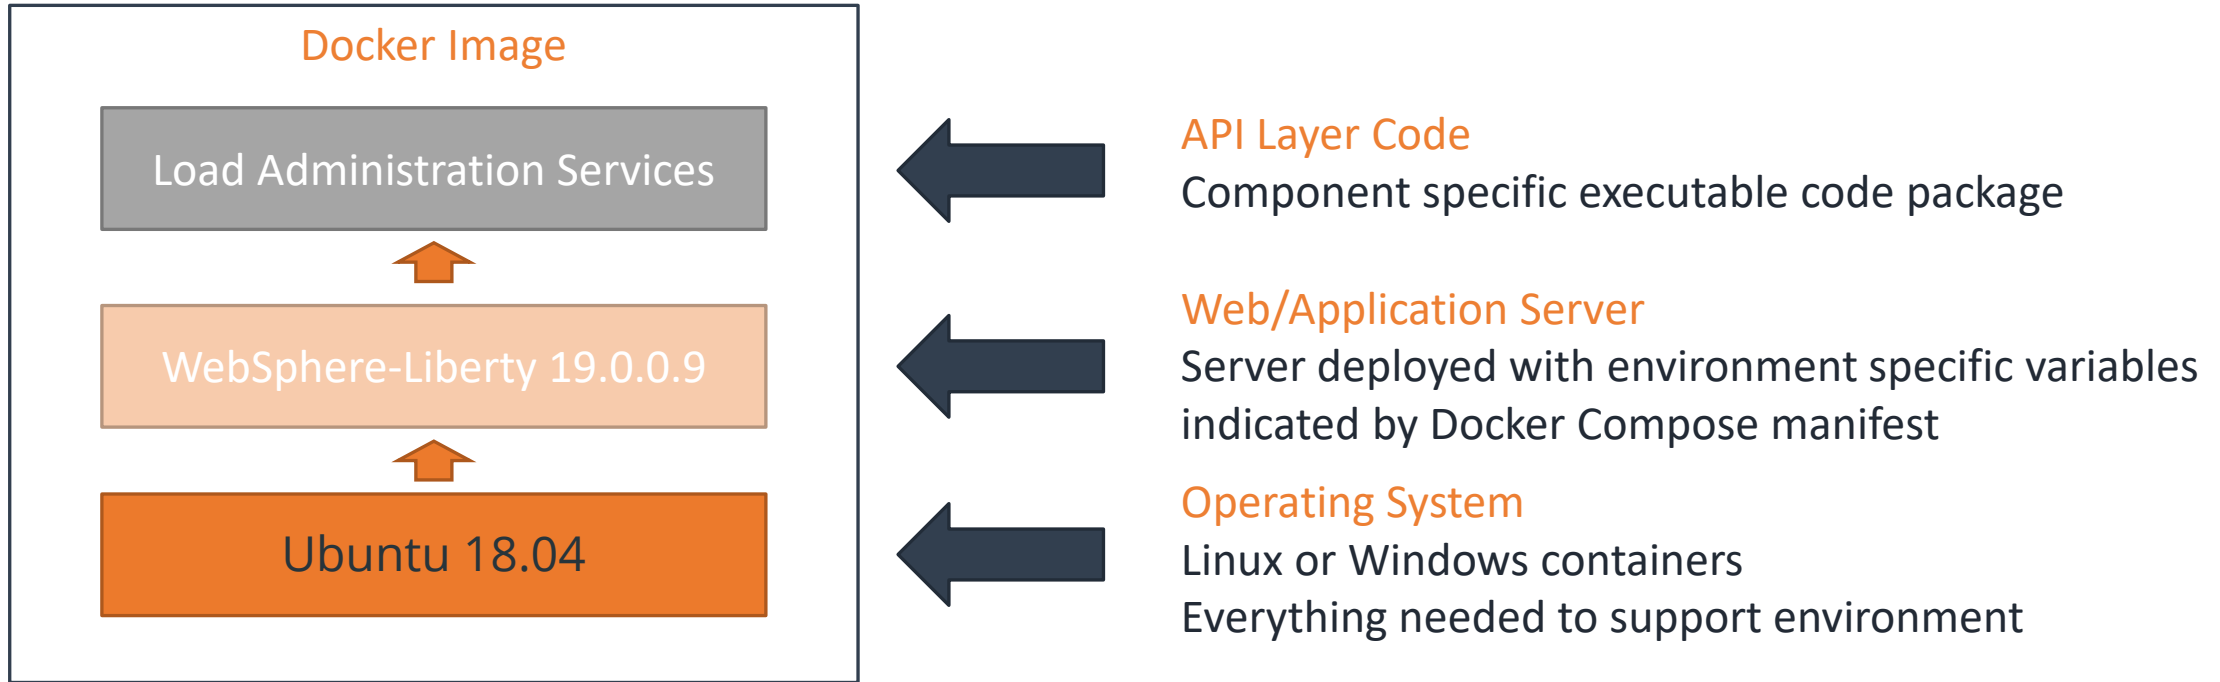 Docker Image
Load Administration Services
WebSphere-Liberty 19.0.0.9
Ubuntu 18.04
API Layer Code
Component specific executable code package
Web/Application Server
Server deployed with environment specific variables
indicated by Docker Compose manifest
Operating System
Linux or Windows containers
Everything needed to support environment